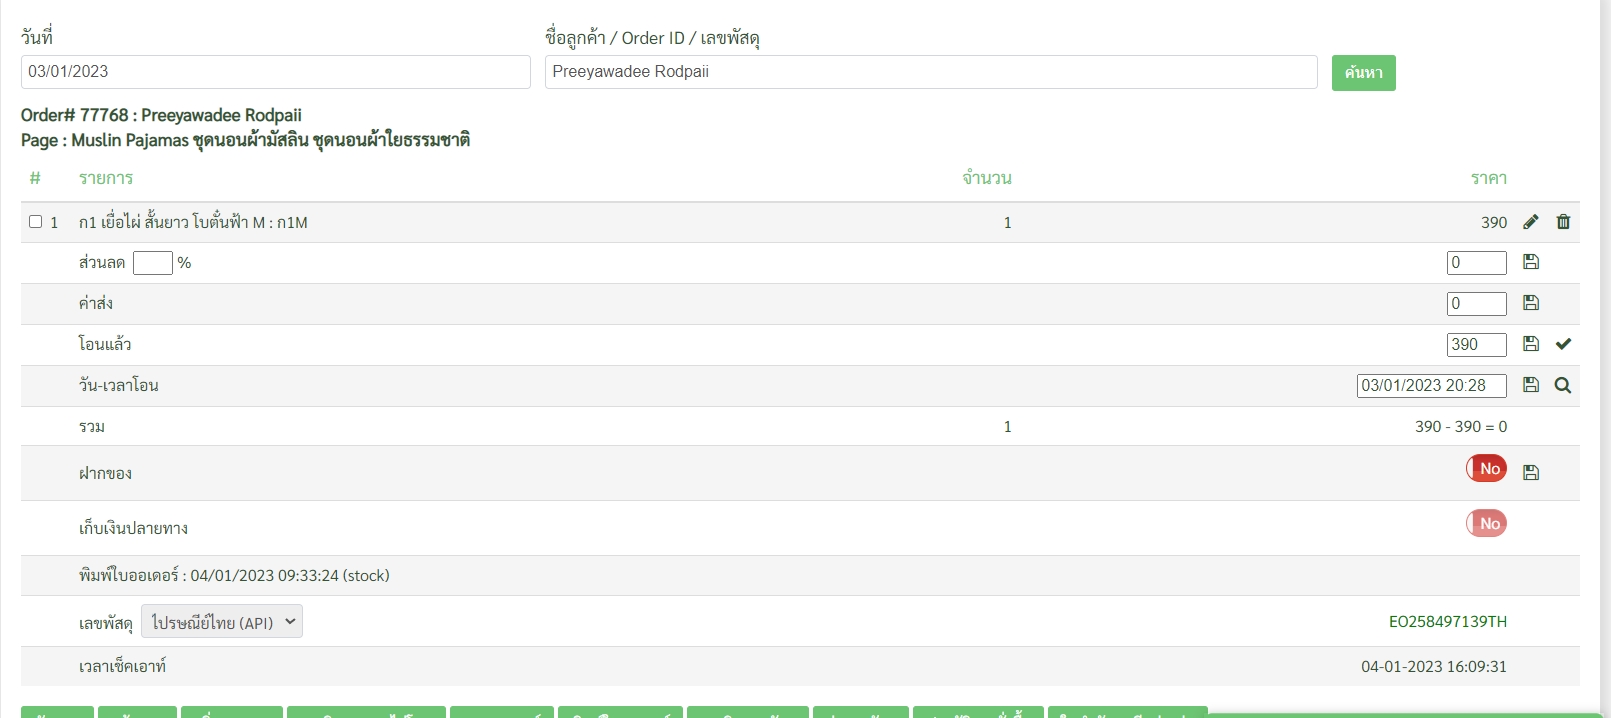 วันที่
ชื่อลูกค้า / Order ID / เลขพัสดุ
03/01/2023
Preeyawadee Rodpaii
ค้นหา
Order# 77768 : Preeyawadee Rodpaii
Page : Muslin Pajamas ชุดนอนผ้ามัสลิน ชุดนอนผ้าใยธรรมชาติ
# รายการ จำนวน ราคา
1 ก1 เยื่อไผ่ สั้นยาว โบตั๋นฟ้า M : ก1M 1 390
ส่วนลด % 0
ค่าส่ง 0
โอนแล้ว 390
วัน-เวลาโอน 03/01/2023 20:28
รวม 1 390 - 390 = 0
ฝากของ No
เก็บเงินปลายทาง No
พิมพ์ใบออเดอร์ : 04/01/2023 09:33:24 (stock)
เลขพัสดุ ไปรษณีย์ไทย (API) EO258497139TH
เวลาเช็คเอาท์ 04-01-2023 16:09:31